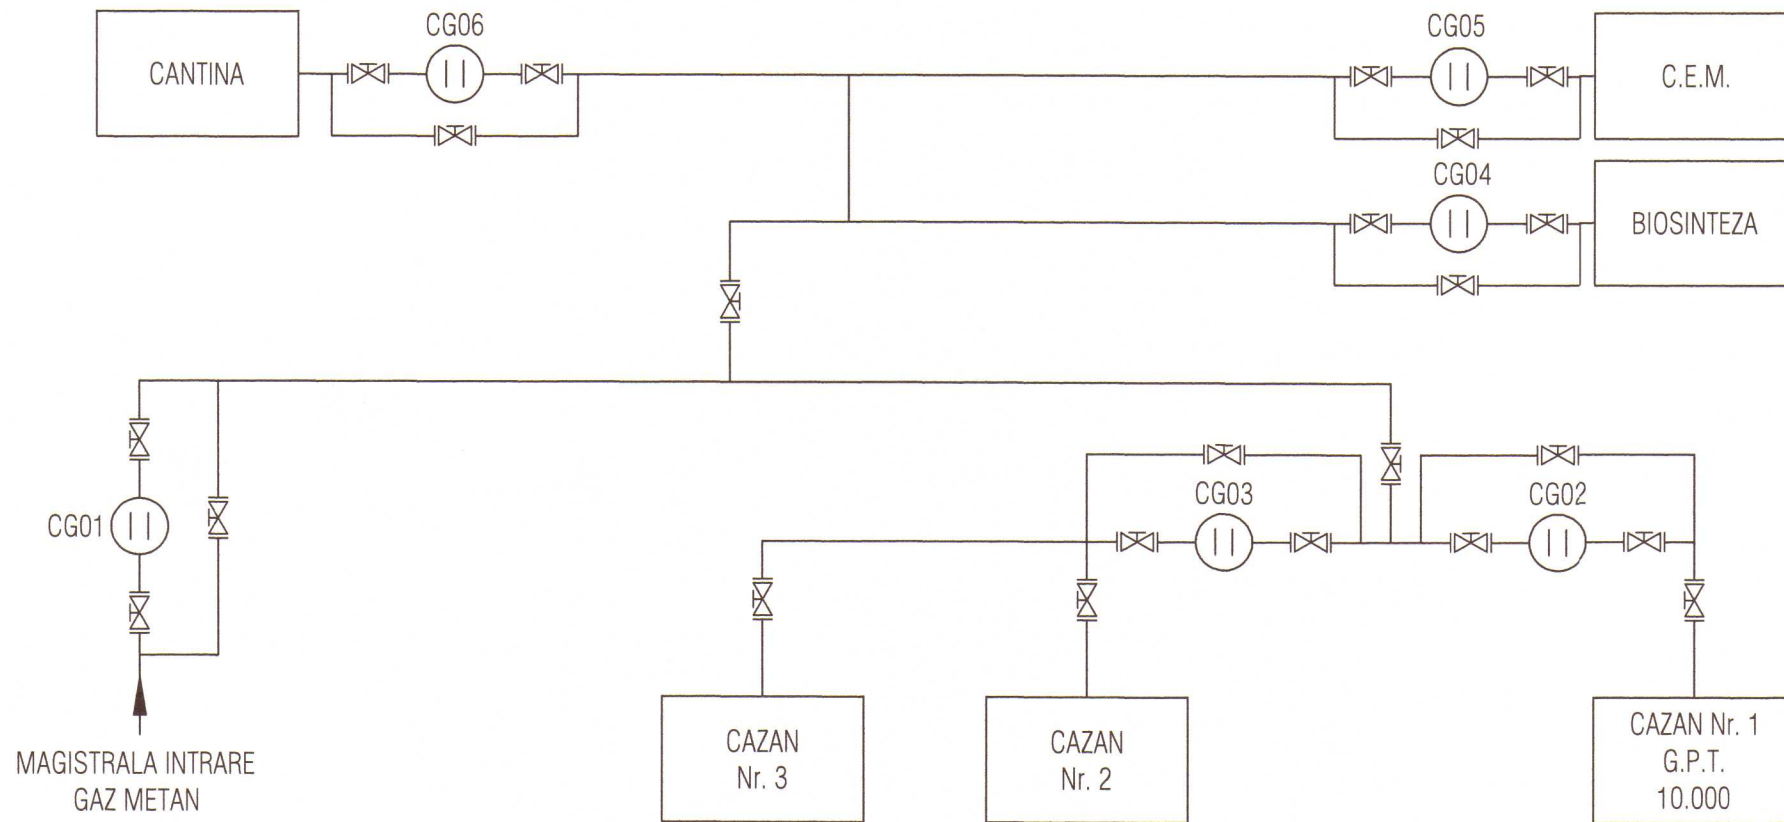 CG06
CANTINA
CG05
C.E.M.
CG04
BIOSINTEZA
CG01
CG03
CG02
MAGISTRALA INTRARE
GAZ METAN
CAZAN
Nr. 3
CAZAN
Nr. 2
CAZAN Nr. 1
G.P.T.
10.000